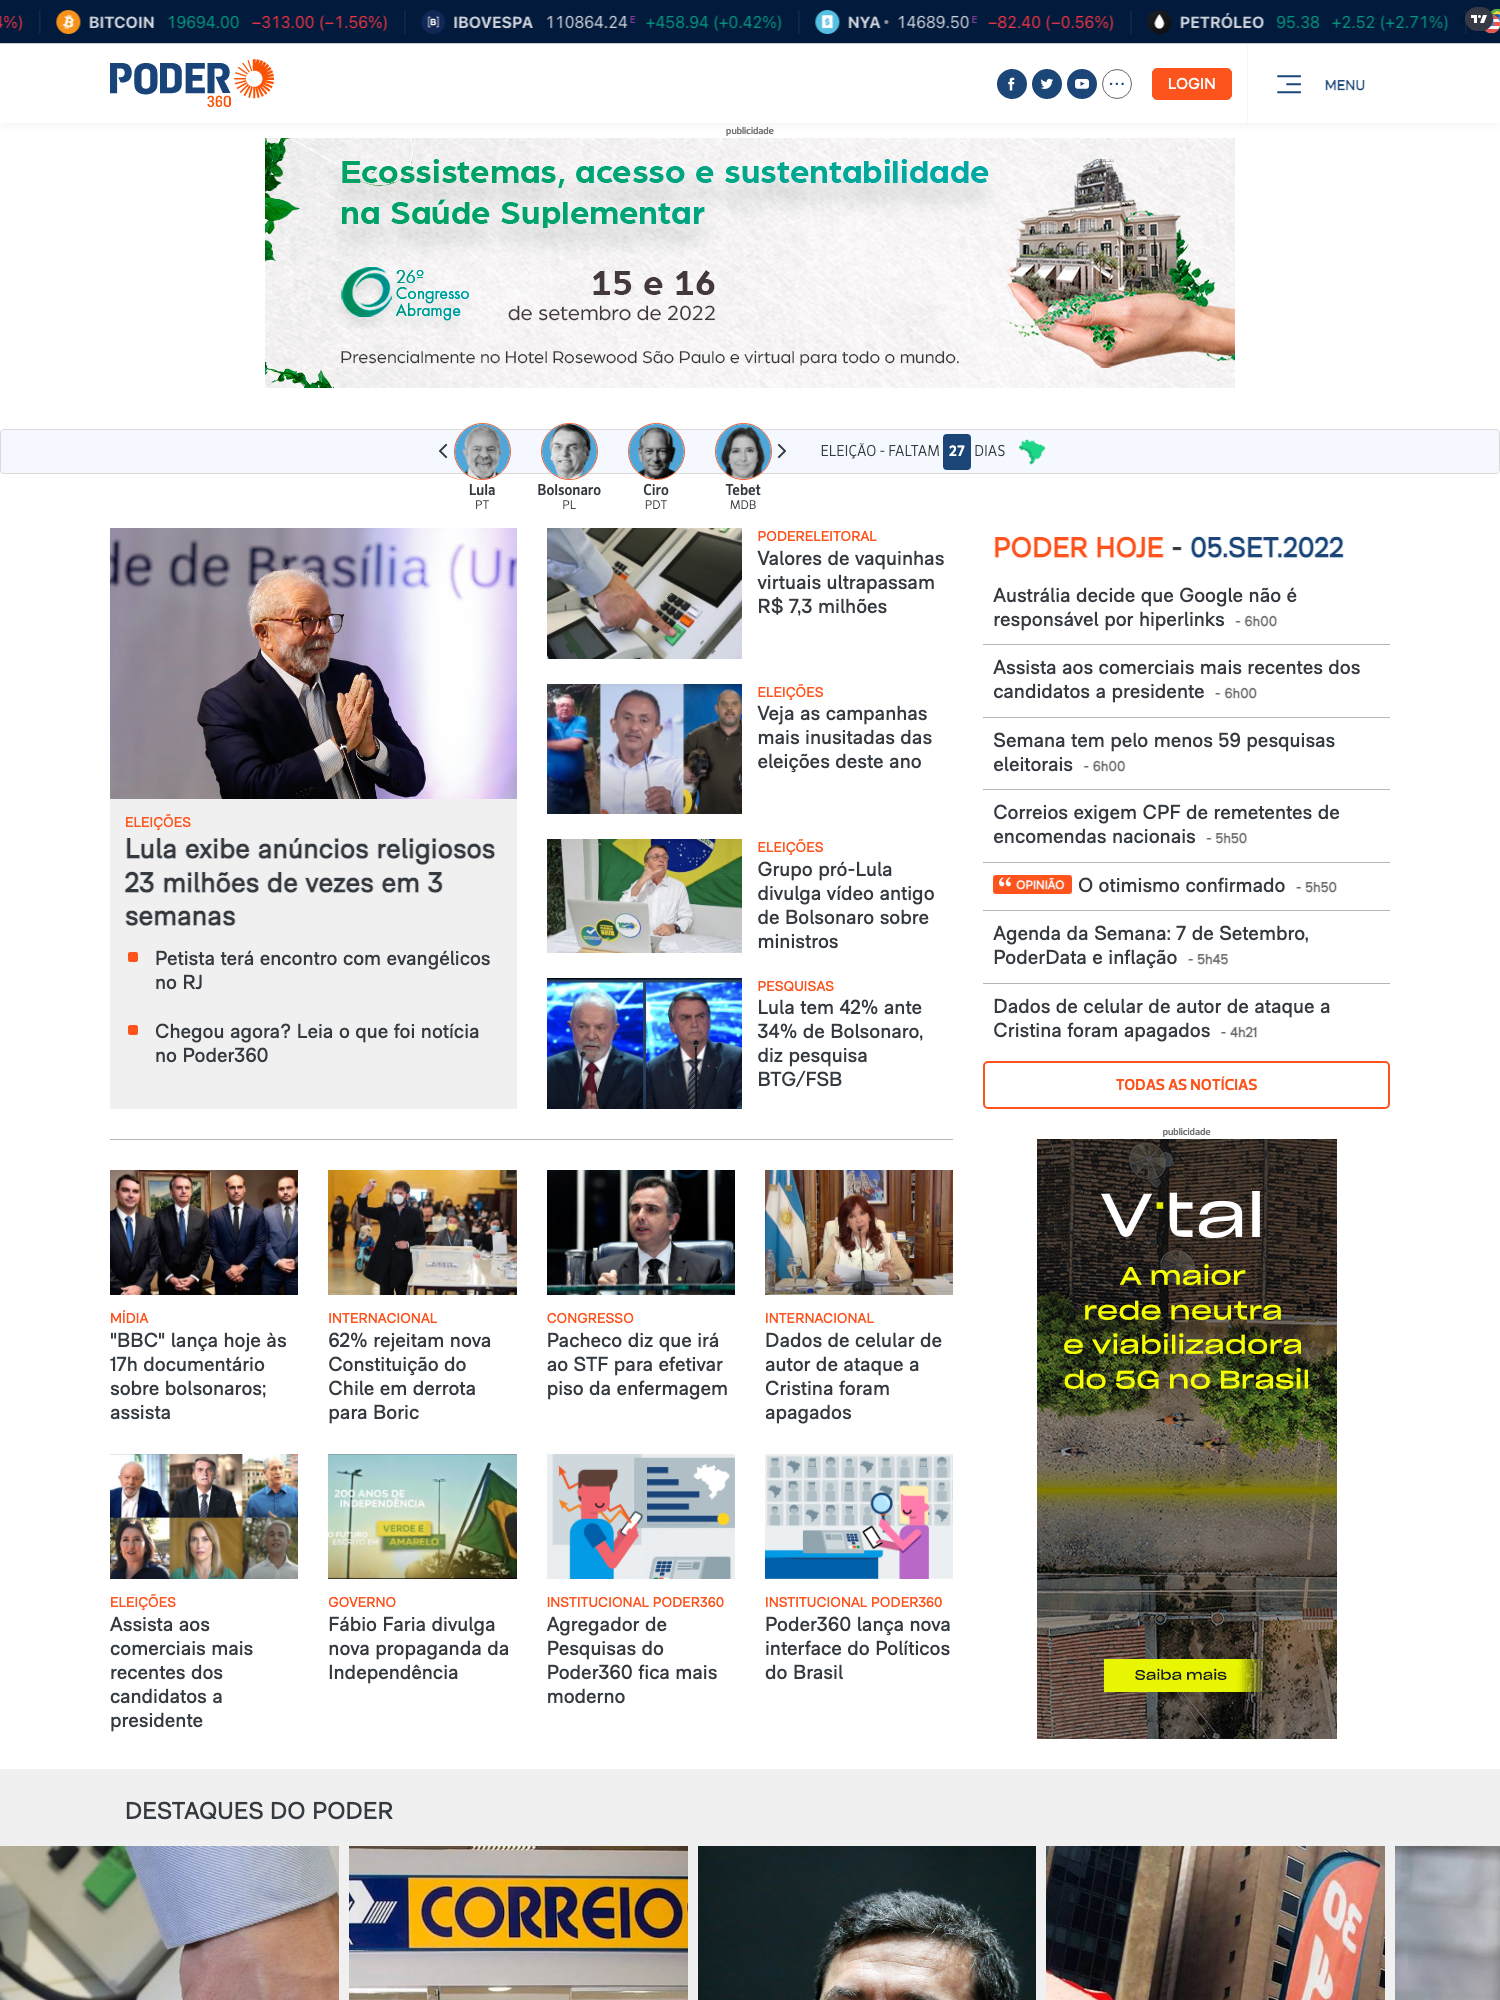 4%)
BITCOIN 19694.00 −313.00 (−1.56%)
IBOVESPA 110864.24 E +458.94 (+0.42%)
NYA 14689.50 E −82.40 (−0.56%)
PETRÓLEO 95.38 +2.52 (+2.71%)
PODER
360
LOGIN
MENU
publicidade
Ecossistemas, acesso e sustentabilidade
na Saúde Suplementar
26º
Congresso
Abramge
15 e 16
de setembro de 2022
Presencialmente no Hotel Rosewood São Paulo e virtual para todo o mundo.
ELEIÇÃO - FALTAM 27 DIAS
Lula
PT
Bolsonaro
PL
Ciro
PDT
Tebet
MDB
de de Brasília (Un
ELEIÇÕES
Lula exibe anúncios religiosos
23 milhões de vezes em 3
semanas
Petista terá encontro com evangélicos
no RJ
Chegou agora? Leia o que foi notícia
no Poder360
PODERELEITORAL
Valores de vaquinhas
virtuais ultrapassam
R$ 7,3 milhões
ELEIÇÕES
Veja as campanhas
mais inusitadas das
eleições deste ano
ELEIÇÕES
Grupo pró-Lula
divulga vídeo antigo
de Bolsonaro sobre
ministros
PESQUISAS
Lula tem 42% ante
34% de Bolsonaro,
diz pesquisa
BTG/FSB
PODER HOJE - 05.SET.2022
Austrália decide que Google não é
responsável por hiperlinks - 6h00
Assista aos comerciais mais recentes dos
candidatos a presidente - 6h00
Semana tem pelo menos 59 pesquisas
eleitorais - 6h00
Correios exigem CPF de remetentes de
encomendas nacionais - 5h50
OPINIÃO O otimismo confirmado - 5h50
Agenda da Semana: 7 de Setembro,
PoderData e inflação - 5h45
Dados de celular de autor de ataque a
Cristina foram apagados - 4h21
TODAS AS NOTÍCIAS
publicidade
V·tal
A maior
rede neutra
e viabilizadora
do 5G no Brasil
Saiba mais
MÍDIA
"BBC" lança hoje às
17h documentário
sobre bolsonaros;
assista
INTERNACIONAL
62% rejeitam nova
Constituição do
Chile em derrota
para Boric
CONGRESSO
Pacheco diz que irá
ao STF para efetivar
piso da enfermagem
INTERNACIONAL
Dados de celular de
autor de ataque a
Cristina foram
apagados
200 ANOS DE
INDEPENDÊNCIA
O FUTURO
ESCRITO EM
VERDE E
AMARELO
ELEIÇÕES
Assista aos
comerciais mais
recentes dos
candidatos a
presidente
GOVERNO
Fábio Faria divulga
nova propaganda da
Independência
INSTITUCIONAL PODER360
Agregador de
Pesquisas do
Poder360 fica mais
moderno
INSTITUCIONAL PODER360
Poder360 lança nova
interface do Políticos
do Brasil
DESTAQUES DO PODER
CORREIO